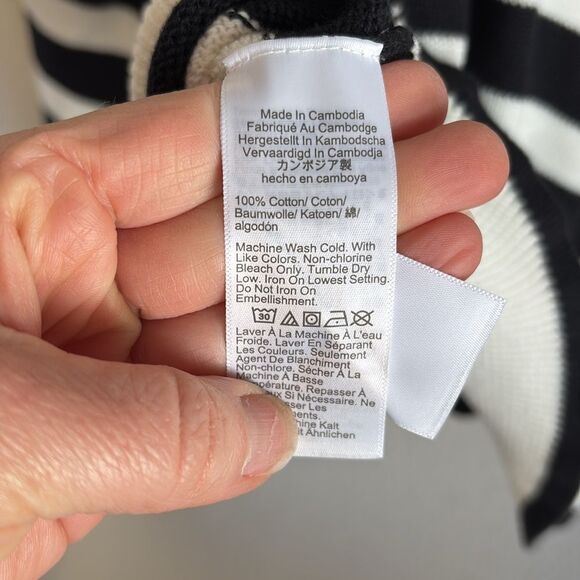 Made In Cambodia
Fabriqué Au Cambodge
Hergestellt In Kambodscha
Vervaardigd In Cambodja
カンボジア製
hecho en camboya
100% Cotton/ Coton/
Baumwolle/ Katoen/ 綿/
algodón
Machine Wash Cold. With
Like Colors. Non-chlorine
Bleach Only. Tumble Dry
Low. Iron On Lowest Setting.
Do Not Iron On
Embellishment.
30
Laver À La Machine À L'eau
Froide. Laver En Séparant
Les Couleurs. Seulement
Agent De Blanchiment
Non-chlore. Sécher À La
Machine À Basse
Repasser À
Si Nécessaire. Ne
Les
Kalt
Ähnlichen